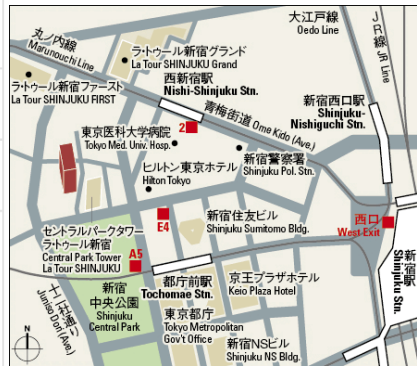 大江戸線
Oedo Line
JR線 JR Line
丸ノ内線
Marunouchi Line
ラ・トゥール新宿グランド
La Tour SHINJUKU Grand
西新宿駅
Nishi-Shinjuku Stn.
ラ・トゥール新宿ファースト
La Tour SHINJUKU FIRST
青梅街道 Ome Kido (Ave.)
新宿西口駅
Shinjuku-
Nishiguchi Stn.
2
東京医科大学病院
Tokyo Med. Univ. Hosp.
ヒルトン東京ホテル
Hilton Tokyo
新宿警察署
Shinjuku Pol. Stn.
セントラルパークタワー
ラ・トゥール新宿
Central Park Tower
La Tour SHINJUKU
E4
新宿住友ビル
Shinjuku Sumitomo Bldg.
西口
West Exit
新宿駅
Shinjuku Stn.
A5
十二社通り
Juniso Dori (Ave.)
新宿
中央公園
Shinjuku
Central Park
都庁前駅
Tochomae Stn.
京王プラザホテル
Keio Plaza Hotel
東京都庁
Tokyo Metropolitan
Gov't Office
新宿NSビル
Shinjuku NS Bldg.
N